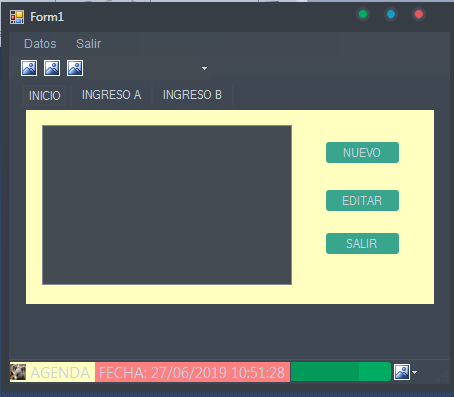 Form1
Datos Salir
INICIO INGRESO A INGRESO B
NUEVO
EDITAR
SALIR
AGENDA FECHA: 27/06/2019 10:51:28